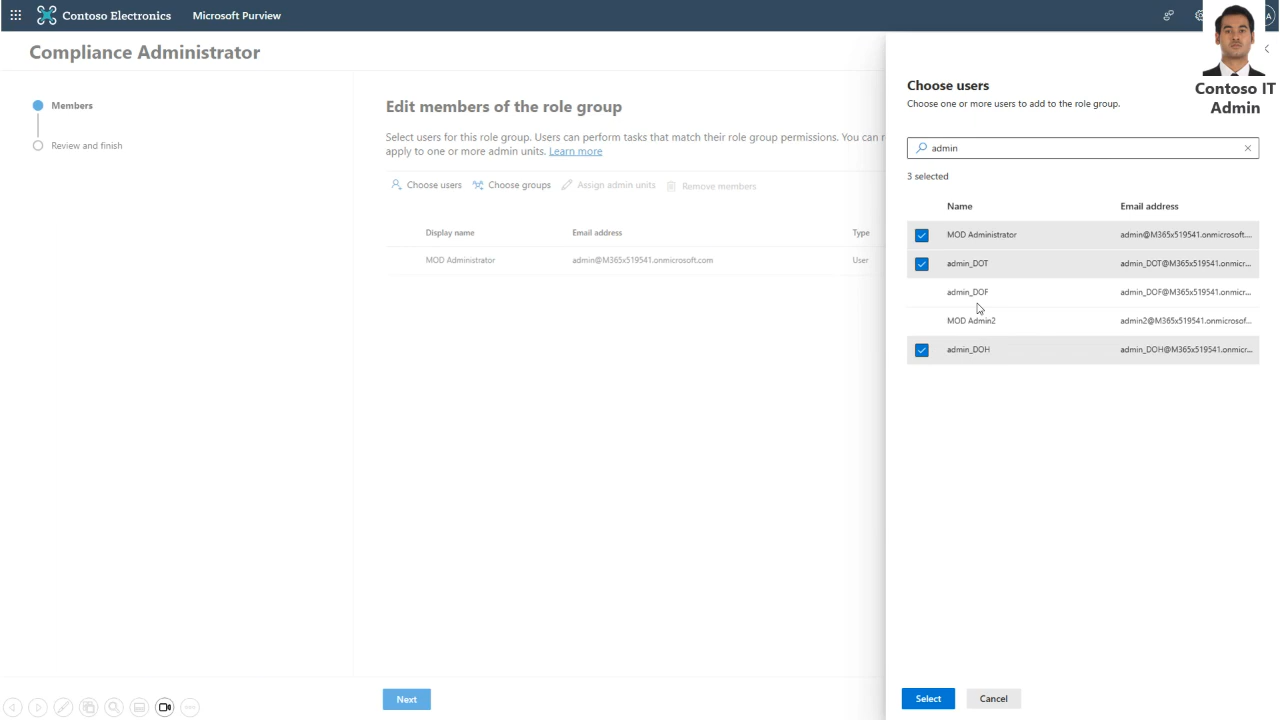 Contoso Electronics Microsoft Purview
Compliance Administrator
Members
Review and finish
Edit members of the role group
Select users for this role group. Users can perform tasks that match their role group permissions. You can r
apply to one or more admin units. Learn more
Choose users Choose groups Assign admin units Remove members
Display name Email address Type
MOD Administrator admin@M365x519541.onmicrosoft.com User
Next
Contoso IT
Admin
Choose users
Choose one or more users to add to the role group.
admin
3 selected
Name Email address
MOD Administrator admin@M365x519541.onmicrosoft....
admin_DOT admin_DOT@M365x519541.onmicr...
admin_DOF admin_DOF@M365x519541.onmicr...
MOD Admin2 admin2@M365x519541.onmicrosof...
admin_DOH admin_DOH@M365x519541.onmicr...
Select Cancel